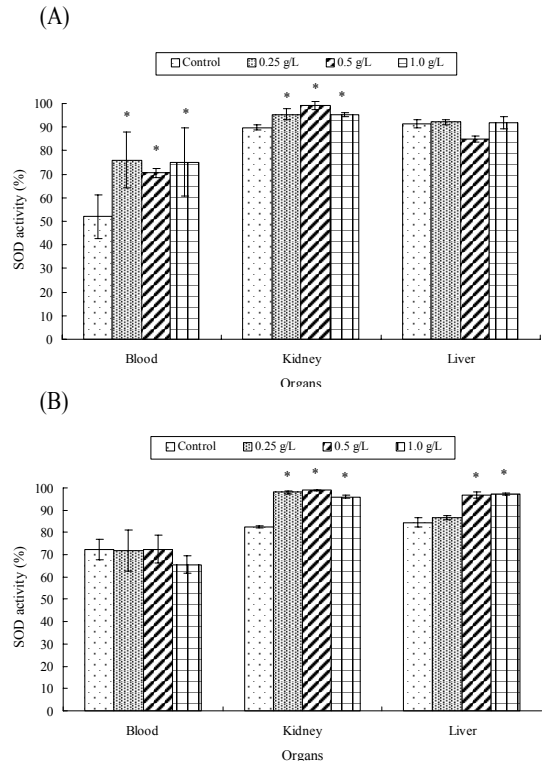 (A)
Control 0.25 g/L 0.5 g/L 1.0 g/L
100
90
80
70
60
50
40
30
20
10
0
SOD activity (%)
* * *
* * *
Blood Kidney Liver
Organs
(B)
Control 0.25 g/L 0.5 g/L 1.0 g/L
100
90
80
70
60
50
40
30
20
10
0
SOD activity (%)
* * *
* *
Blood Kidney Liver
Organs